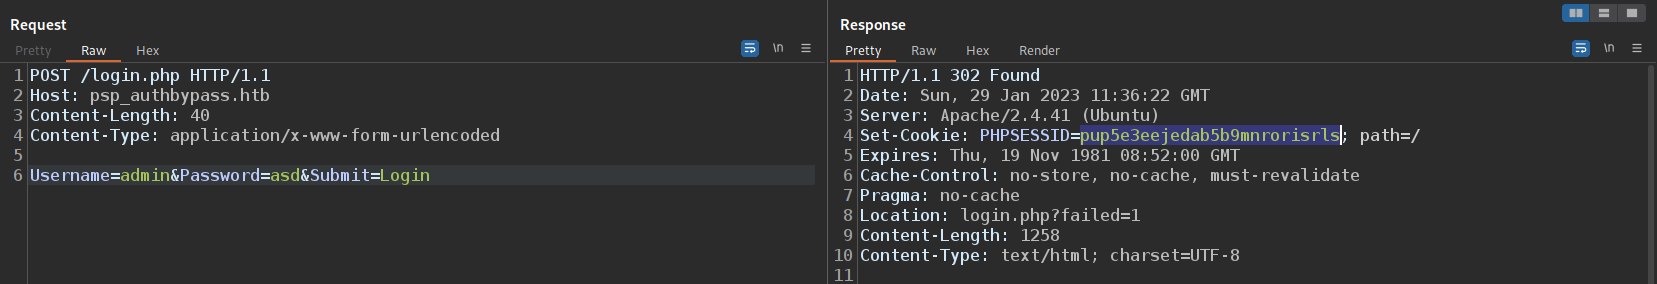 Request
Pretty Raw Hex
\n
1 POST /login.php HTTP/1.1
2 Host: psp_authbypass.htb
3 Content-Length: 40
4 Content-Type: application/x-www-form-urlencoded
5
6 Username=admin&Password=asd&Submit=Login
Response
Pretty Raw Hex Render
\n
1 HTTP/1.1 302 Found
2 Date: Sun, 29 Jan 2023 11:36:22 GMT
3 Server: Apache/2.4.41 (Ubuntu)
4 Set-Cookie: PHPSESSID=pup5e3eejedab5b9mnrorisrls; path=/
5 Expires: Thu, 19 Nov 1981 08:52:00 GMT
6 Cache-Control: no-store, no-cache, must-revalidate
7 Pragma: no-cache
8 Location: login.php?failed=1
9 Content-Length: 1258
10 Content-Type: text/html; charset=UTF-8
11